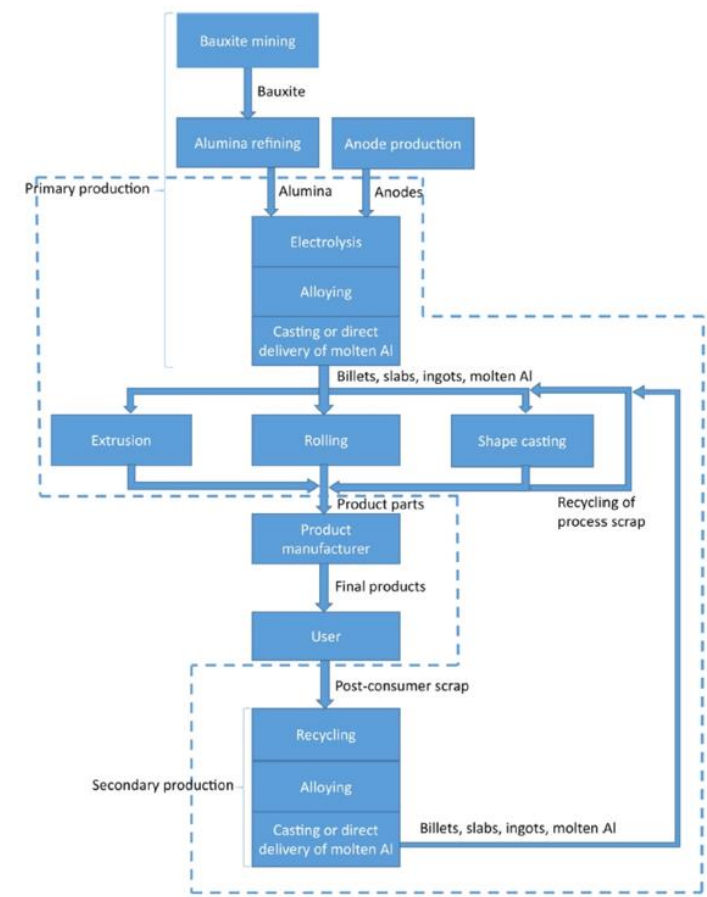 Bauxite mining
Bauxite
Alumina refining
Anode production
Primary production
Alumina
Anodes
Electrolysis
Alloying
Casting or direct
delivery of molten Al
Billets, slabs, ingots, molten Al
Extrusion
Rolling
Shape casting
Recycling of
process scrap
Product parts
Product
manufacturer
Final products
User
Post-consumer scrap
Recycling
Secondary production
Alloying
Casting or direct
delivery of molten Al
Billets, slabs, ingots, molten Al